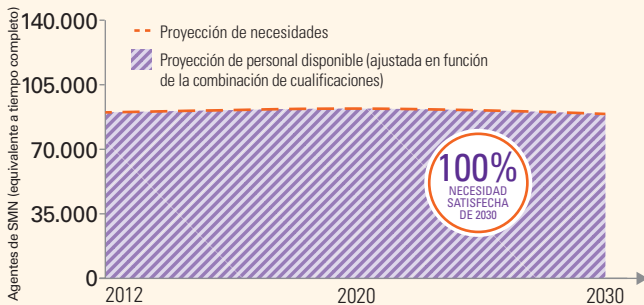 Agentes de SMN (equivalente a tiempo completo)
140.000
105.000
70.000
35.000
0
Proyección de necesidades
Proyección de personal disponible (ajustada en función
de la combinación de cualificaciones)
100%
NECESIDAD
SATISFECHA
DE 2030
2012
2020
2030